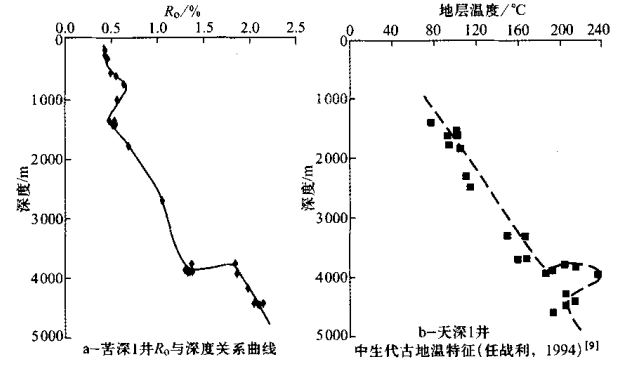 Ro/%
0.0 0.5 1.0 1.5 2.0 2.5
0
1000
2000
3000
4000
5000
深度/m
a-苦深1井Ro与深度关系曲线
地层温度/℃
0 40 80 120 160 200 240
0
1000
2000
3000
4000
5000
深度/m
b-天深1井
中生代古地温特征(任战利，1994)[9]